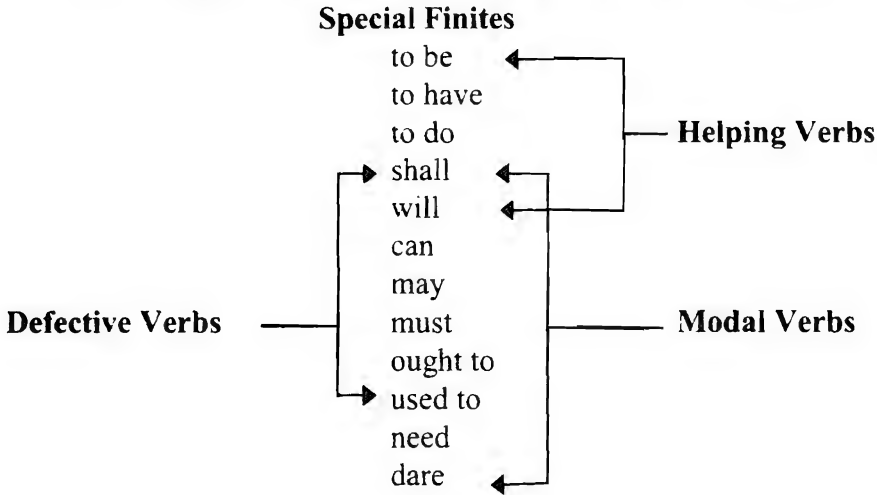 Special Finites
to be
to have
to do
Helping Verbs
shall
will
can
may
Defective Verbs
must
Modal Verbs
ought to
used to
need
dare